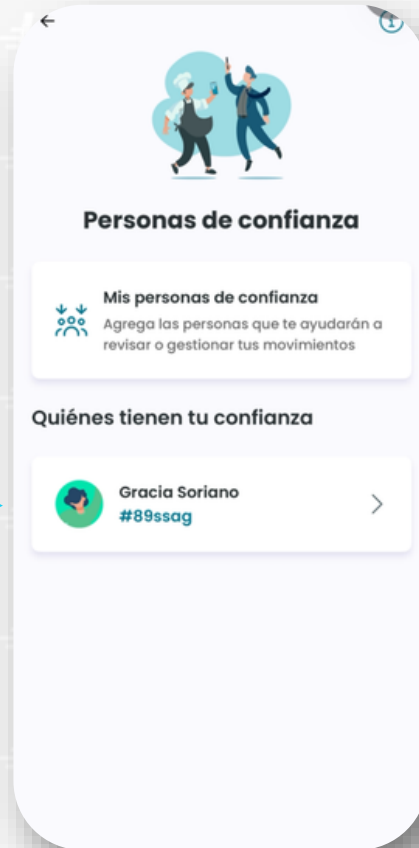 Personas de confianza
Mis personas de confianza
Agrega las personas que te ayudarán a
revisar o gestionar tus movimientos
Quiénes tienen tu confianza
Gracia Soriano
#89ssag